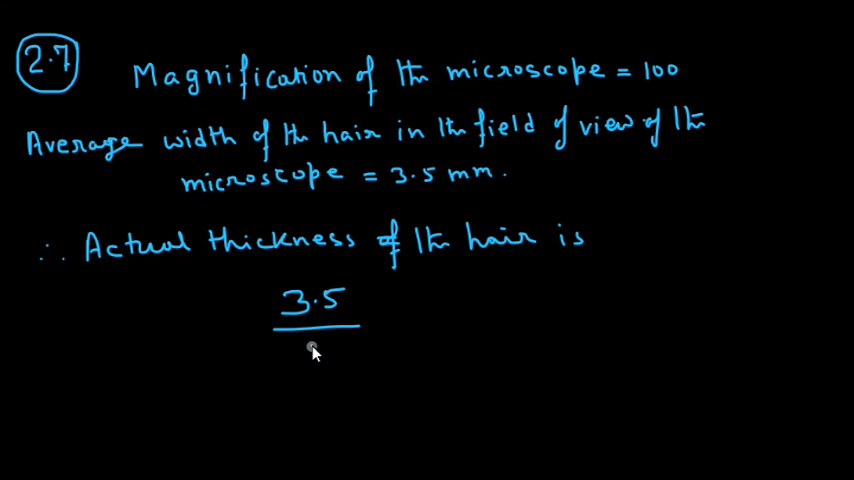 2.7 Magnification of the microscope = 100
Average width of the hair in the field of view of the
microscope = 3.5 mm.
∴ Actual thickness of the hair is
3.5